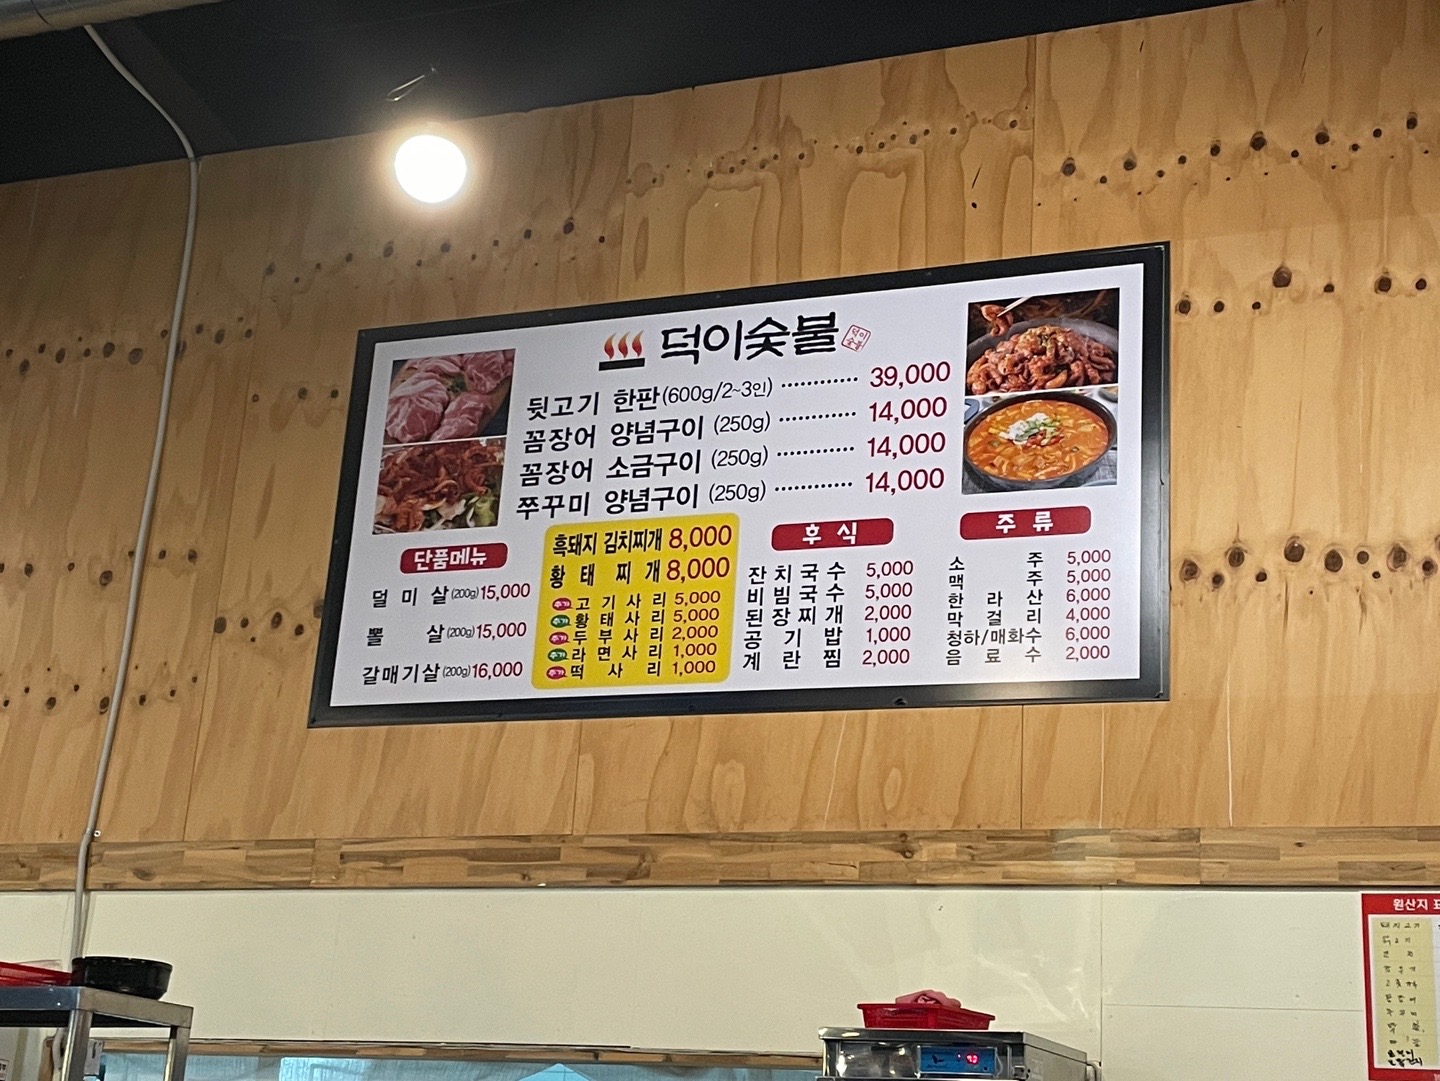 덕이숯불
덕이
숯불
뒷고기 한판(600g/2~3인) ············ 39,000
꼼장어 양념구이 (250g) ············ 14,000
꼼장어 소금구이 (250g) ············ 14,000
쭈꾸미 양념구이 (250g) ············ 14,000
단품메뉴
덜미살(200g) 15,000
뽈살(200g) 15,000
갈매기살(200g) 16,000
흑돼지 김치찌개 8,000
황태찌개 8,000
추가 고기사리 5,000
추가 황태사리 5,000
추가 두부사리 2,000
추가 라면사리 1,000
추가 떡사리 1,000
후식
잔치국수 5,000
비빔국수 5,000
된장찌개 2,000
공기밥 1,000
계란찜 2,000
주류
소주 5,000
맥주 5,000
한라산 6,000
막걸리 4,000
청하/매화수 6,000
음료수 2,000
원산지 표